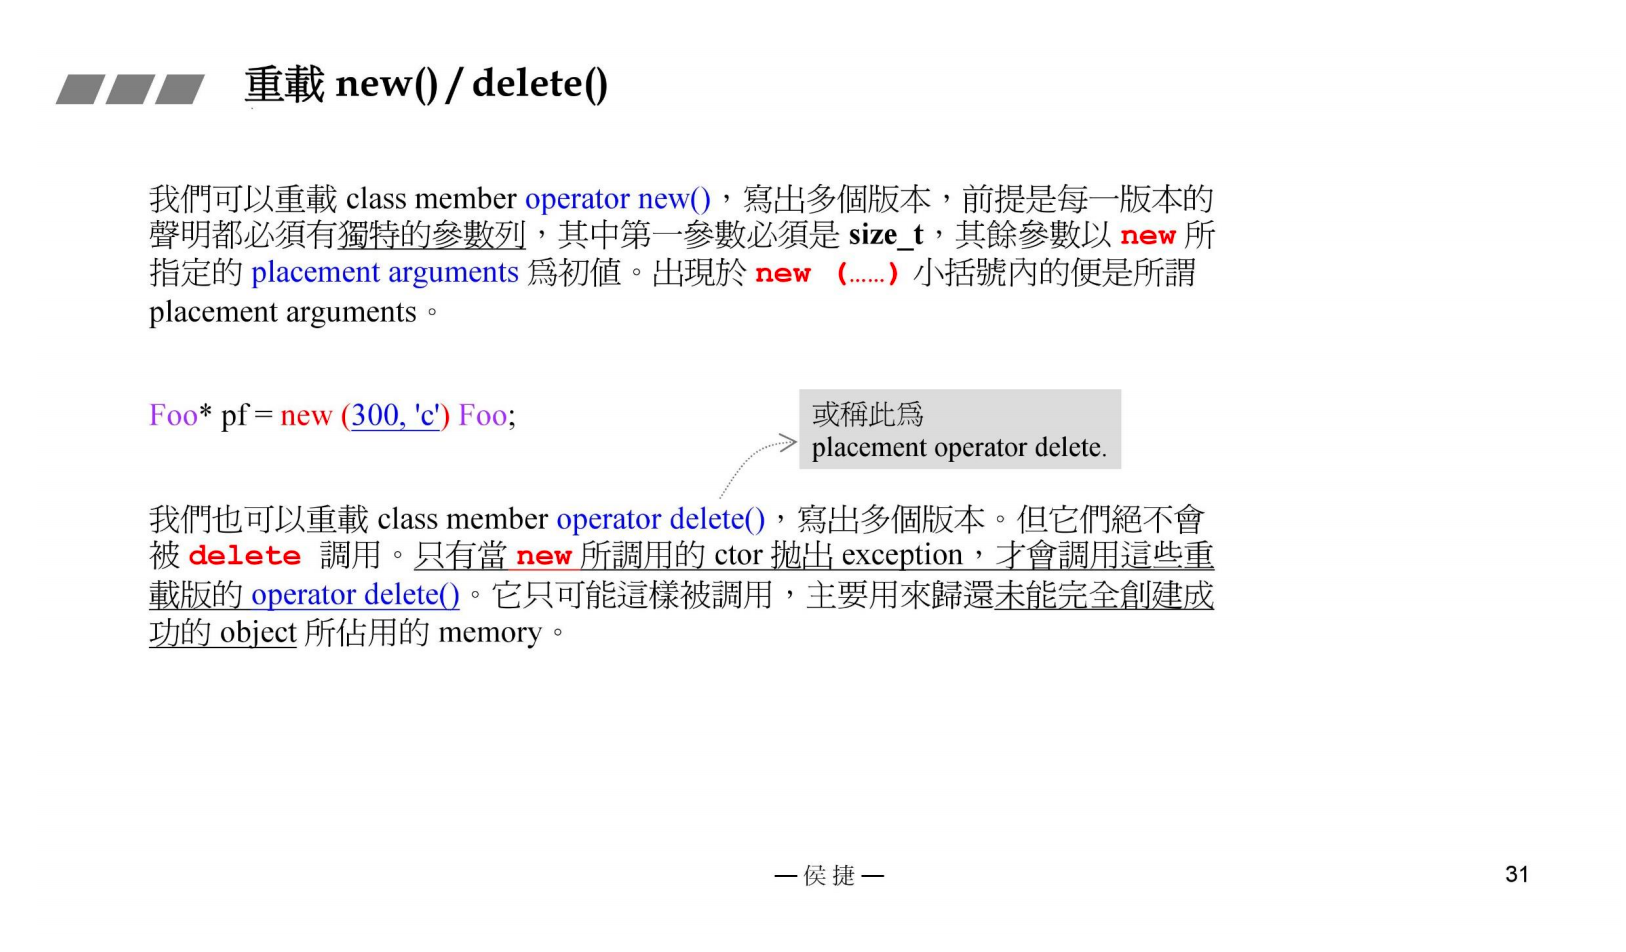 重載 new() / delete()
我們可以重載 class member operator new()，寫出多個版本，前提是每一版本的
聲明都必須有獨特的參數列，其中第一參數必須是 size_t，其餘參數以 new 所
指定的 placement arguments 為初值。出現於 new (……) 小括號內的便是所謂
placement arguments。
Foo* pf = new (300, 'c') Foo;
或稱此為
placement operator delete.
我們也可以重載 class member operator delete()，寫出多個版本。但它們絕不會
被 delete 調用。只有當 new 所調用的 ctor 拋出 exception，才會調用這些重
載版的 operator delete()。它只可能這樣被調用，主要用來歸還未能完全創建成
功的 object 所佔用的 memory。
— 侯 捷 —
31